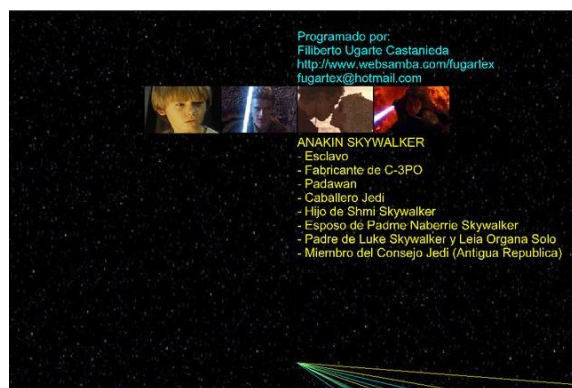 Programado por:
Filiberto Ugarte Castanieda
http://www.websamba.com/fugartex
fugartex@hotmail.com
ANAKIN SKYWALKER
- Esclavo
- Fabricante de C-3PO
- Padawan
- Caballero Jedi
- Hijo de Shmi Skywalker
- Esposo de Padme Naberrie Skywalker
- Padre de Luke Skywalker y Leia Organa Solo
- Miembro del Consejo Jedi (Antigua Republica)